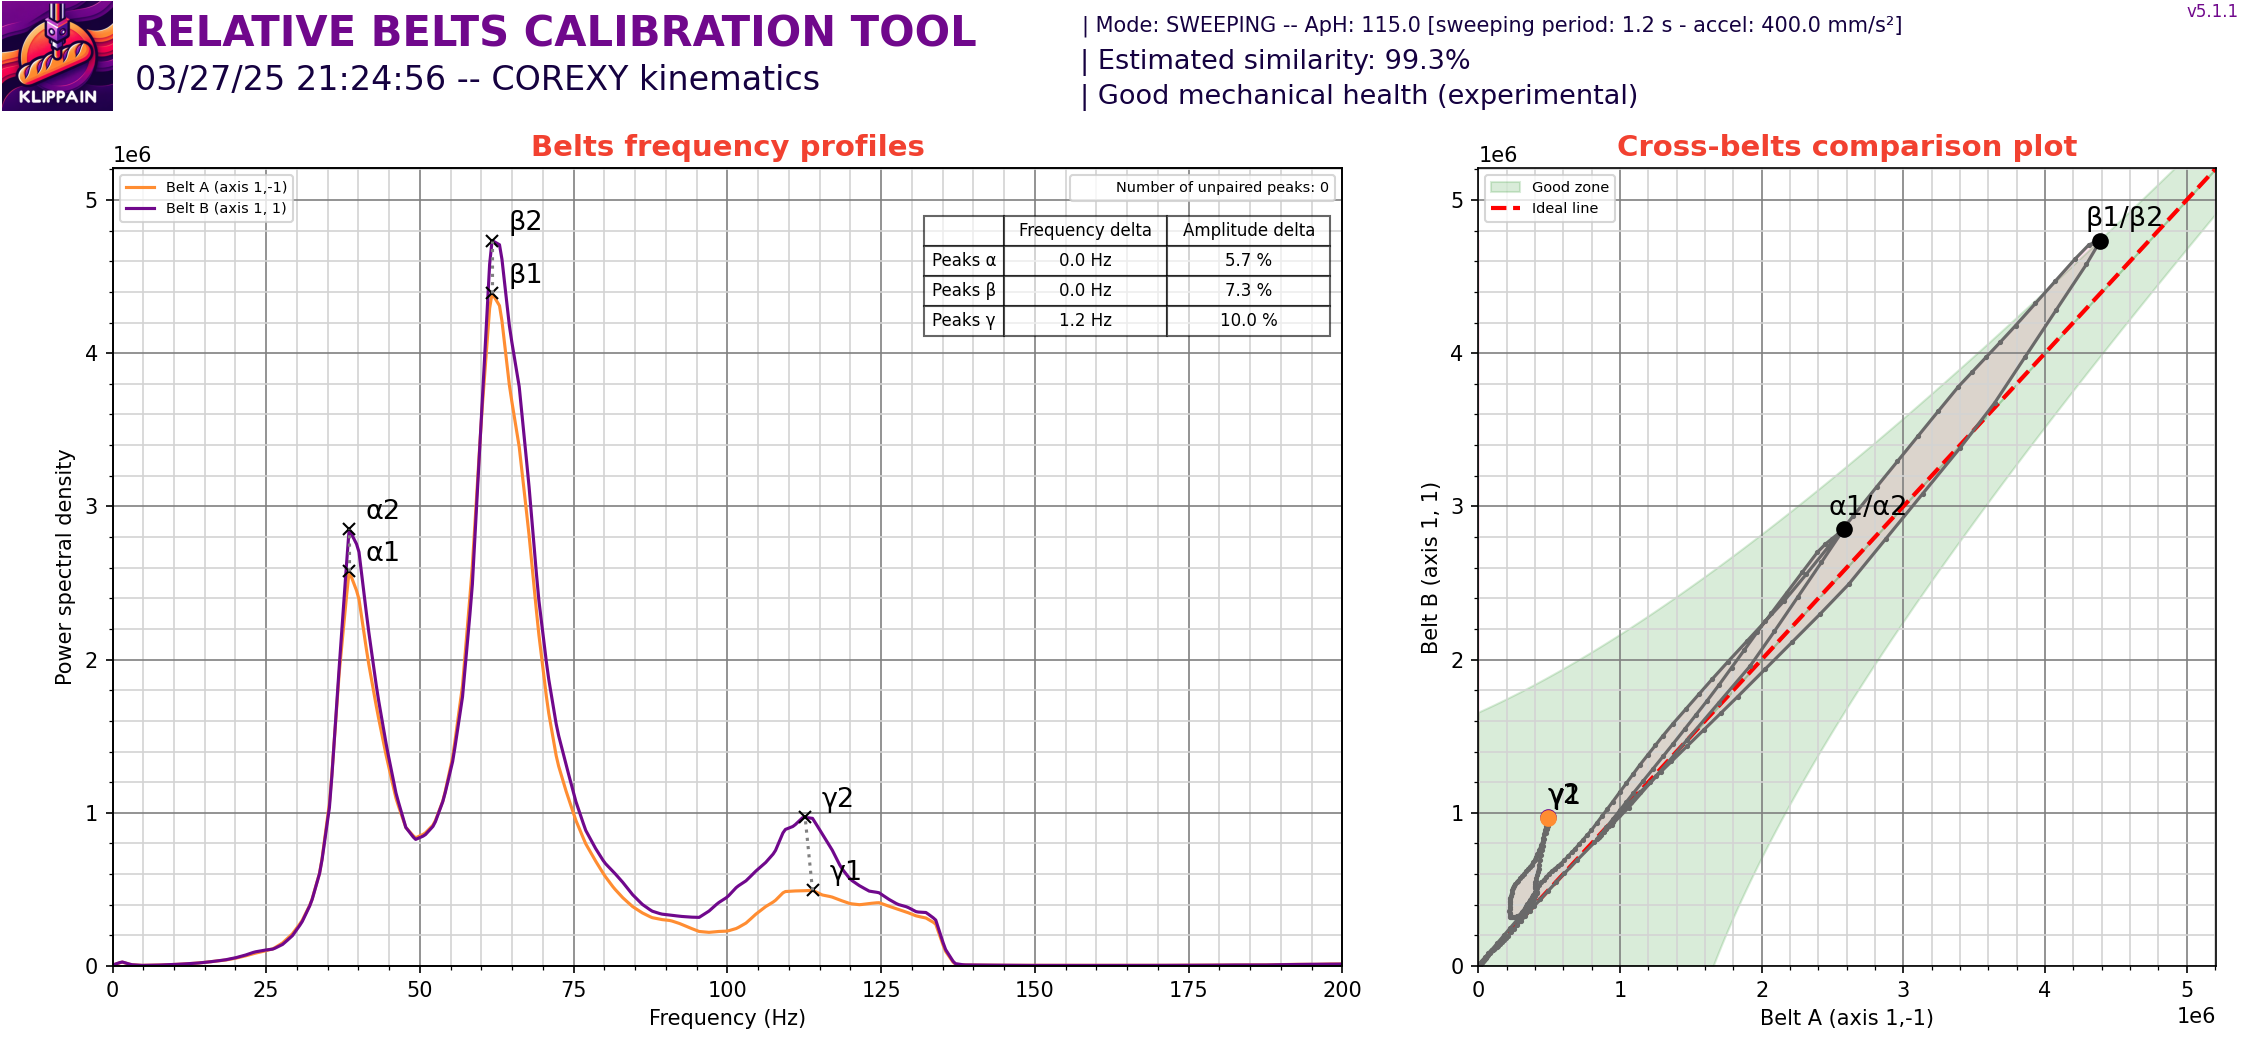 KLIPPAIN
RELATIVE BELTS CALIBRATION TOOL
03/27/25 21:24:56 -- COREXY kinematics
| Mode: SWEEPING -- ApH: 115.0 [sweeping period: 1.2 s - accel: 400.0 mm/s²]
| Estimated similarity: 99.3%
| Good mechanical health (experimental)
v5.1.1
Belts frequency profiles
1e6
Belt A (axis 1,-1)
Belt B (axis 1, 1)
Number of unpaired peaks: 0
Frequency delta Amplitude delta
Peaks α 0.0 Hz 5.7 %
Peaks β 0.0 Hz 7.3 %
Peaks γ 1.2 Hz 10.0 %
β2
β1
α2
α1
γ2
γ1
5
4
3
2
1
0
Power spectral density
0 25 50 75 100 125 150 175 200
Frequency (Hz)
Cross-belts comparison plot
1e6
Good zone
Ideal line
β1/β2
α1/α2
γ2
γ1
5
4
3
2
1
0
Belt B (axis 1, 1)
0 1 2 3 4 5
1e6
Belt A (axis 1,-1)